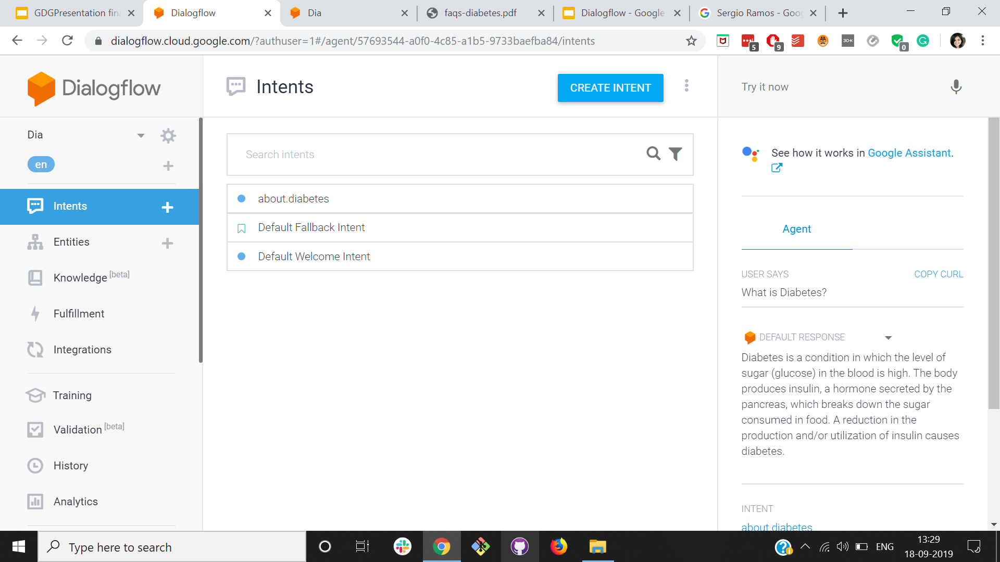 GDGPresentation fin
Dialogflow
Dia
faqs-diabetes.pdf
Dialogflow - Google
Sergio Ramos - Goog
dialogflow.cloud.google.com/?authuser=1#/agent/57693544-a0f0-4c85-a1b5-9733baefba84/intents
5
9
30K
0
Dialogflow
Intents
CREATE INTENT
Try it now
Dia
en
Intents
Entities
Knowledge [beta]
Fulfillment
Integrations
Training
Validation [beta]
History
Analytics
Search intents
about.diabetes
Default Fallback Intent
Default Welcome Intent
See how it works in Google Assistant.
Agent
USER SAYS
COPY CURL
What is Diabetes?
DEFAULT RESPONSE
Diabetes is a condition in which the level of
sugar (glucose) in the blood is high. The body
produces insulin, a hormone secreted by the
pancreas, which breaks down the sugar
consumed in food. A reduction in the
production and/or utilization of insulin causes
diabetes.
INTENT
about.diabetes
Type here to search
ENG
13:29
18-09-2019